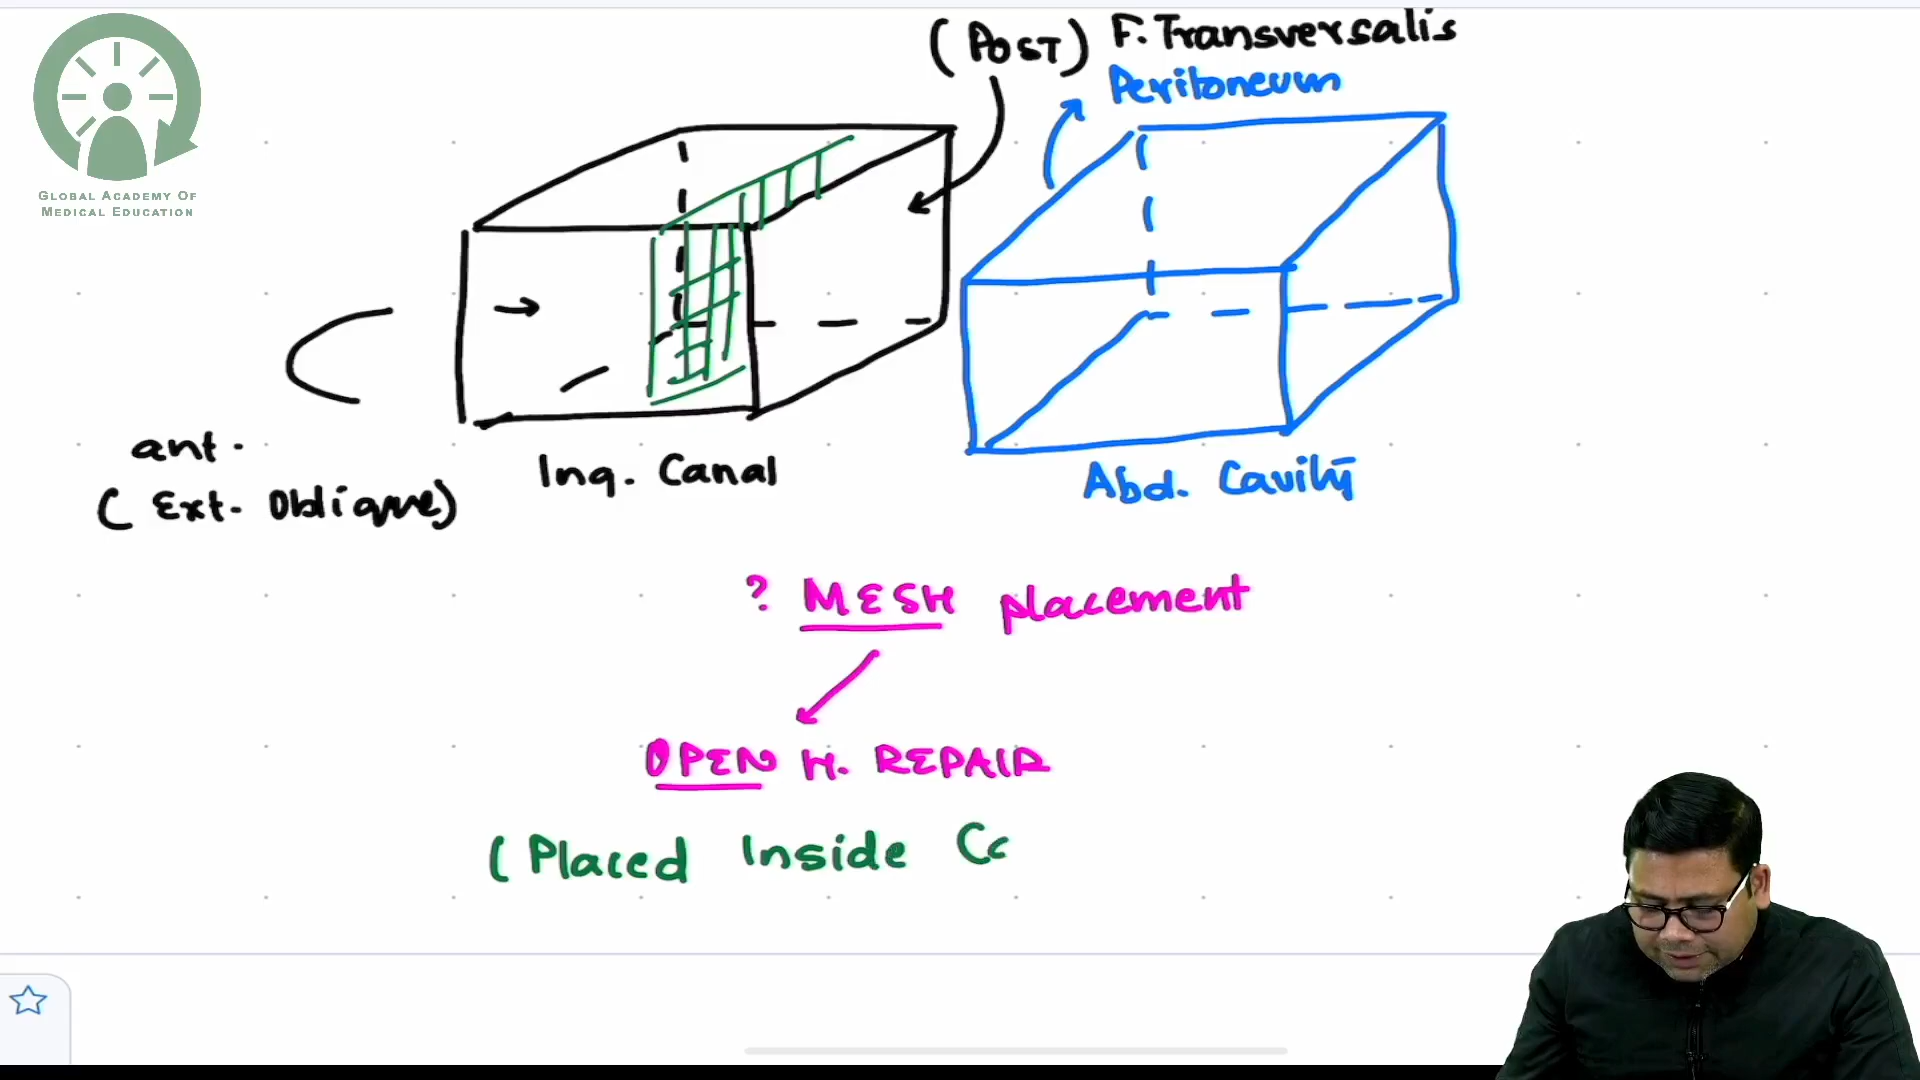 GLOBAL ACADEMY OF
MEDICAL EDUCATION
(POST) F. Transversalis
Peritoneum
ant.
(Ext. Oblique)
Inq. Canal
Abd. Cavity
? MESH placement
OPEN H. REPAIR
(Placed Inside Ca